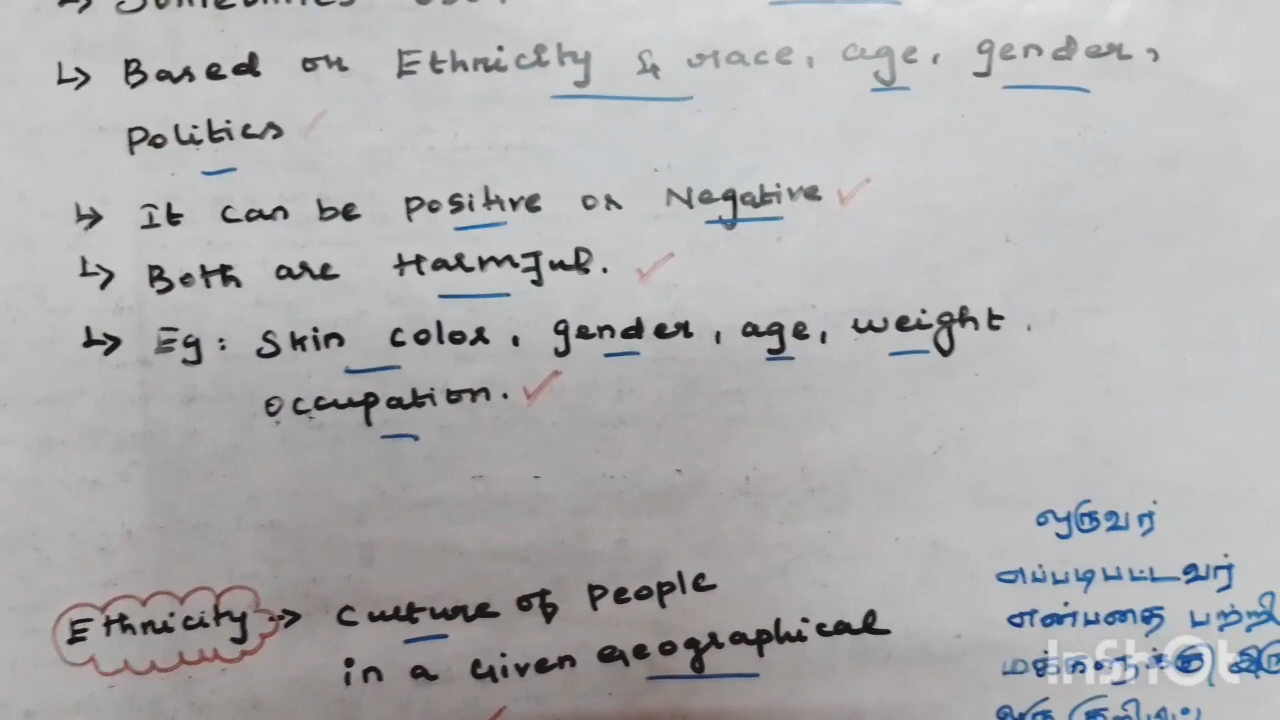 ↳ Based on Ethnicity & race, age, gender,
Politics
↳ It can be positive or Negative ✓
↳ Both are Harmful. ✓
↳ Eg: Skin color, gender, age, weight.
occupation. ✓
ஒருவர்
எப்படிபட்டவர்
Ethnicity → Culture of People
என்பதை பற்றி
in a Given Geographical
மக்களுக்கு
InShot